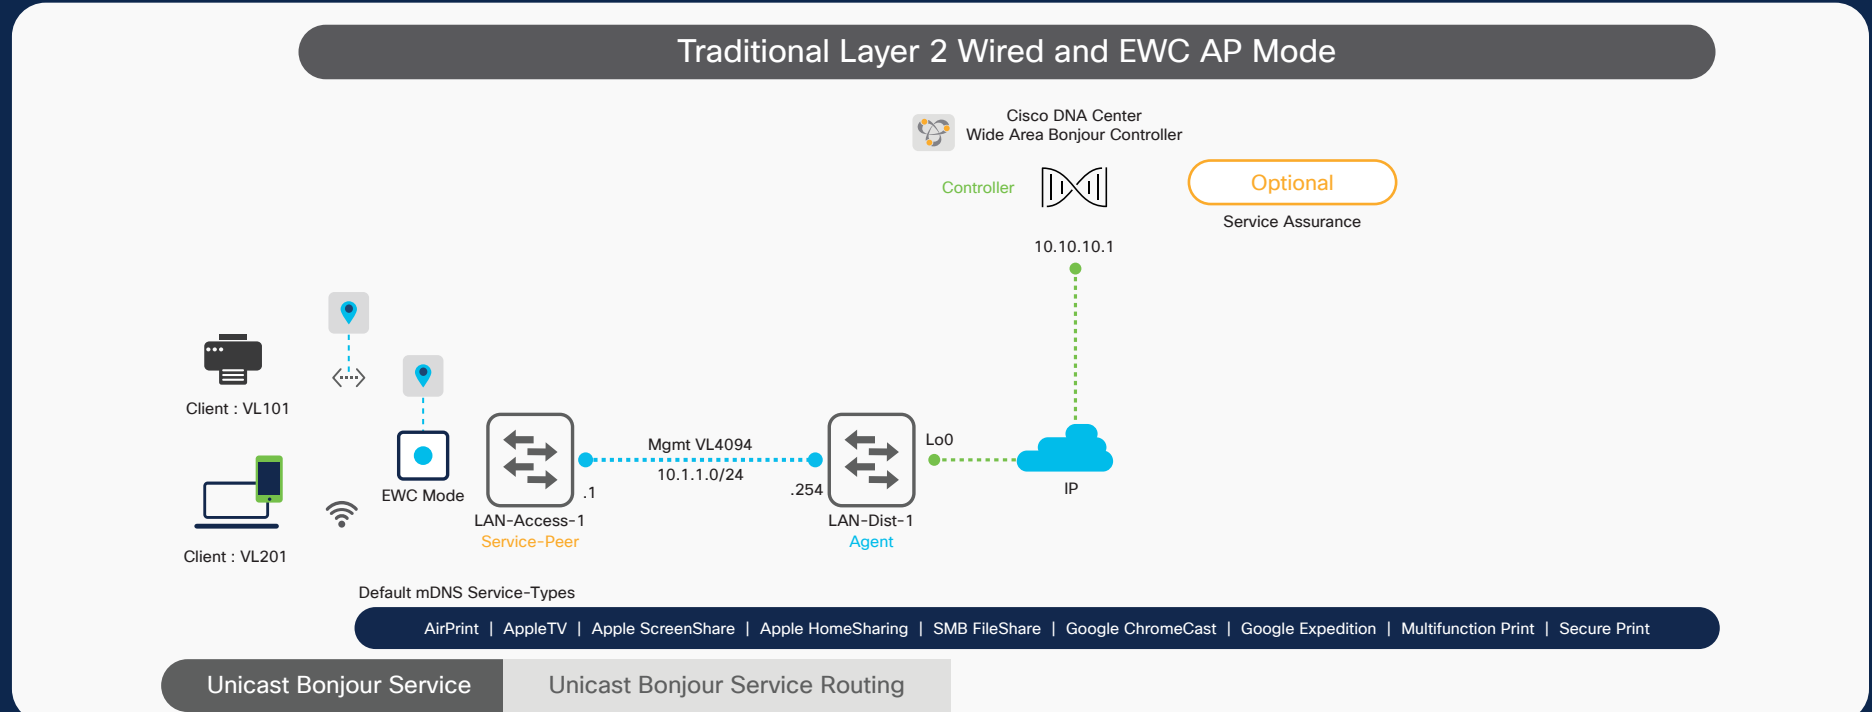 Traditional Layer 2 Wired and EWC AP Mode
Cisco DNA Center
Wide Area Bonjour Controller
Controller
Optional
Service Assurance
10.10.10.1
Client : VL101
EWC Mode
Client : VL201
Mgmt VL4094
10.1.1.0/24
.1
.254
LAN-Access-1
Service-Peer
LAN-Dist-1
Agent
Lo0
IP
Default mDNS Service-Types
AirPrint | AppleTV | Apple ScreenShare | Apple HomeSharing | SMB FileShare | Google ChromeCast | Google Expedition | Multifunction Print | Secure Print
Unicast Bonjour Service
Unicast Bonjour Service Routing